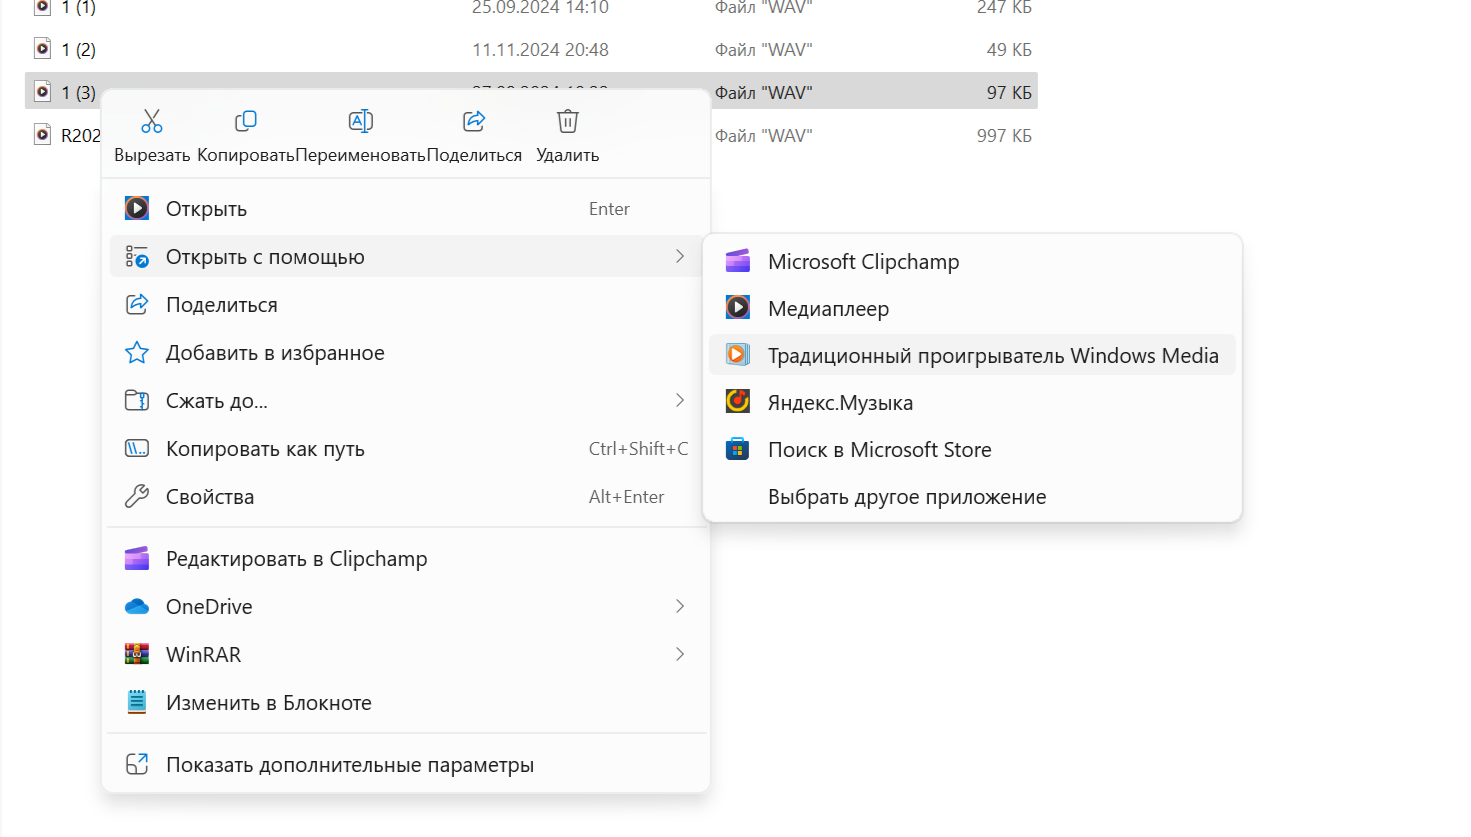 1 (1) 25.09.2024 14:10 Файл "WAV" 247 КБ
1 (2) 11.11.2024 20:48 Файл "WAV" 49 КБ
1 (3) Файл "WAV" 97 КБ
R202 Файл "WAV" 997 КБ
Вырезать Копировать Переименовать Поделиться Удалить
Открыть Enter
Открыть с помощью
Поделиться
Добавить в избранное
Сжать до...
Копировать как путь Ctrl+Shift+C
Свойства Alt+Enter
Редактировать в Clipchamp
OneDrive
WinRAR
Изменить в Блокноте
Показать дополнительные параметры
Microsoft Clipchamp
Медиаплеер
Традиционный проигрыватель Windows Media
Яндекс.Музыка
Поиск в Microsoft Store
Выбрать другое приложение